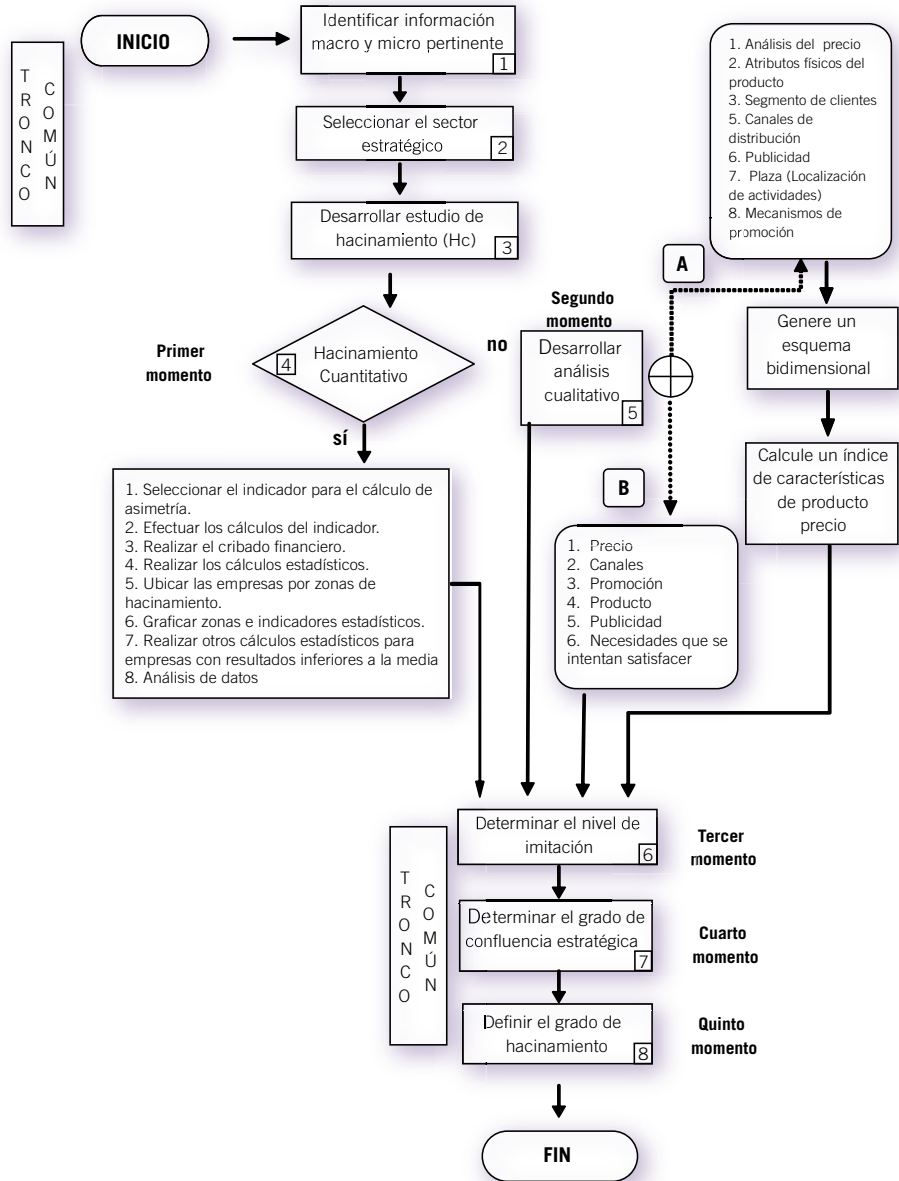 TRONCO
COMÚN
INICIO
Identificar información
macro y micro pertinente
1
Seleccionar el sector
estratégico
2
Desarrollar estudio de
hacinamiento (Hc)
3
Primer
momento
4
Hacinamiento
Cuantitativo
no
sí
Segundo
momento
Desarrollar
análisis
cualitativo
5
1. Seleccionar el indicador para el cálculo de
asimetría.
2. Efectuar los cálculos del indicador.
3. Realizar el cribado financiero.
4. Realizar los cálculos estadísticos.
5. Ubicar las empresas por zonas de
hacinamiento.
6. Graficar zonas e indicadores estadísticos.
7. Realizar otros cálculos estadísticos para
empresas con resultados inferiores a la media
8. Análisis de datos
A
1. Análisis del precio
2. Atributos físicos del
producto
3. Segmento de clientes
5. Canales de
distribución
6. Publicidad
7. Plaza (Localización
de actividades)
8. Mecanismos de
promoción
Genere un
esquema
bidimensional
Calcule un índice
de características
de producto
precio
B
1. Precio
2. Canales
3. Promoción
4. Producto
5. Publicidad
6. Necesidades que se
intentan satisfacer
TRONCO
COMÚN
Determinar el nivel de
imitación
6
Tercer
momento
Determinar el grado de
confluencia estratégica
7
Cuarto
momento
Definir el grado de
hacinamiento
8
Quinto
momento
FIN